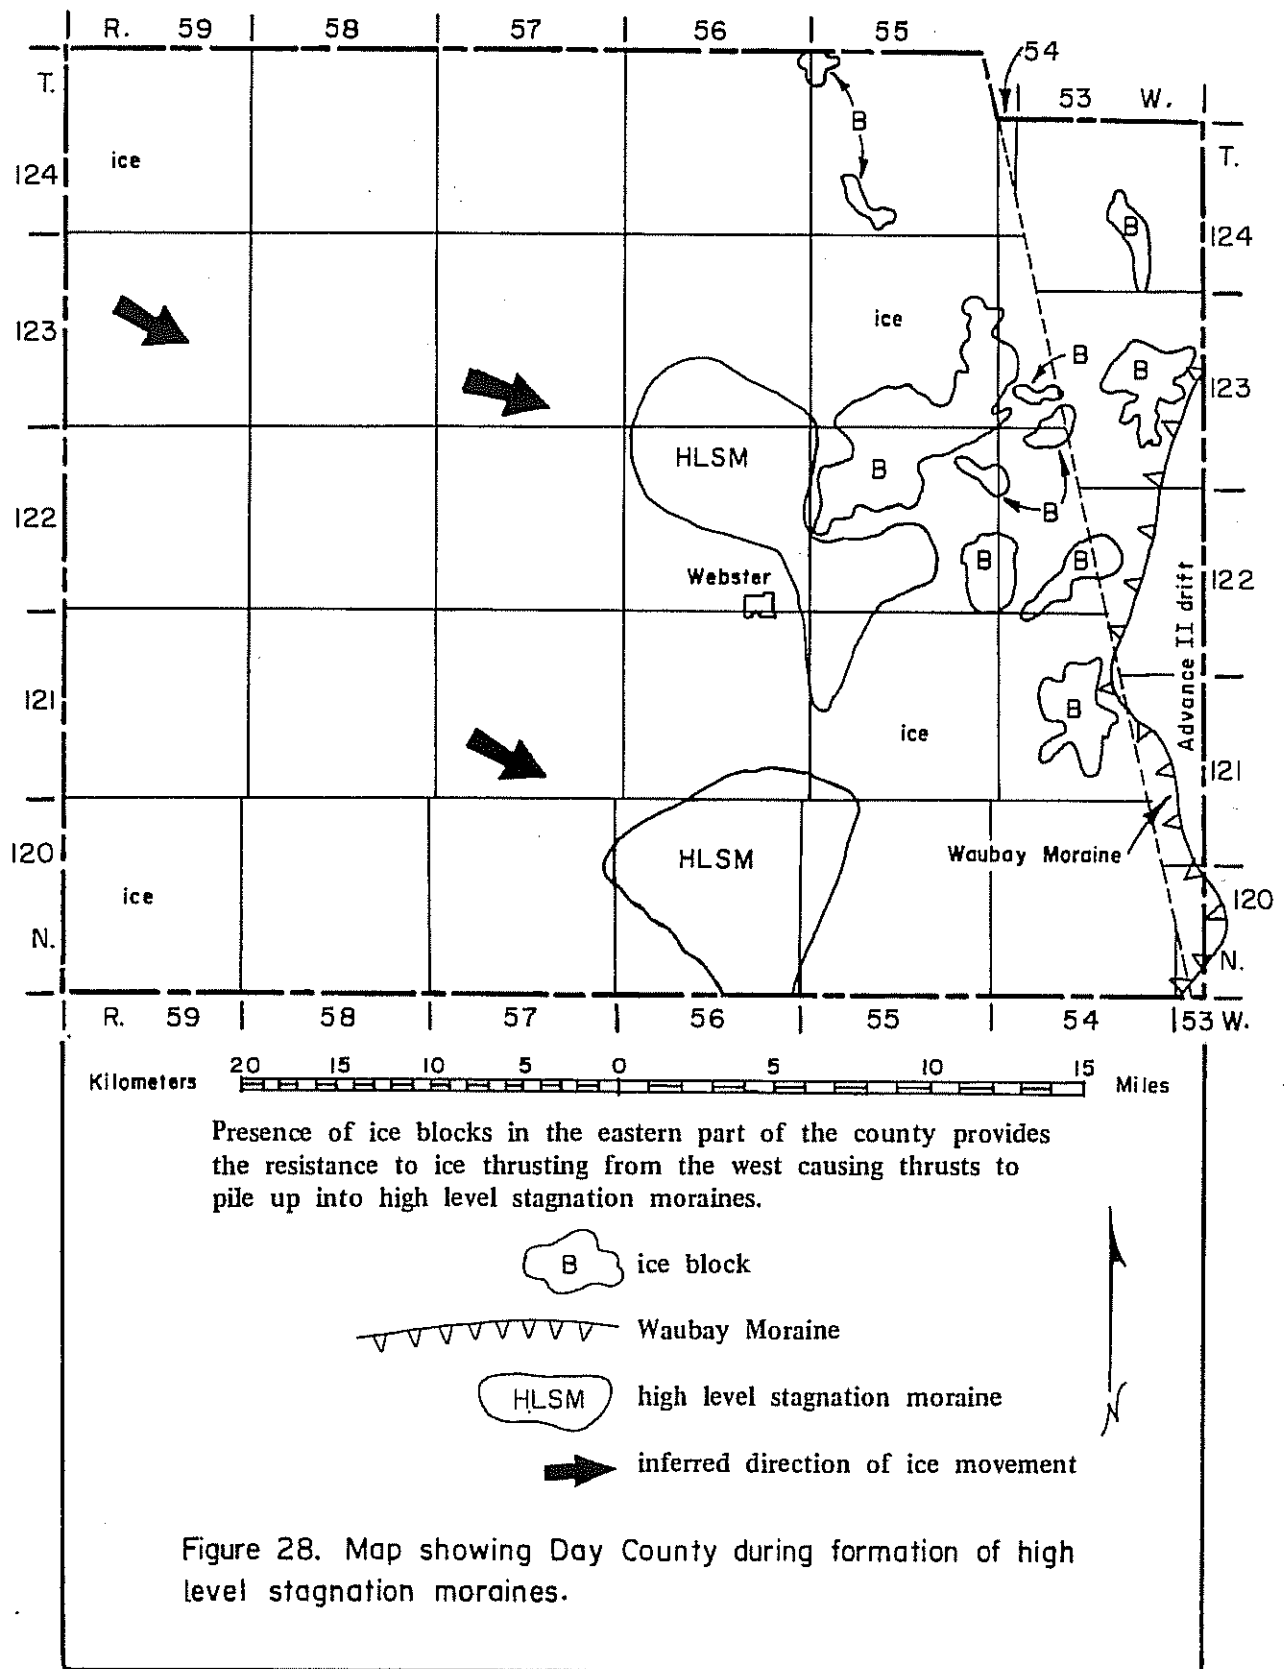 R. 59 58 57 56 55
54
53 W.
T.
T.
B
ice
124
B
124
123
ice
B
B
123
HLSM
B
B
122
B
B
Webster
122
Advance II drift
121
B
ice
121
120
HLSM
Waubay Moraine
ice
120
N.
N.
R. 59 58 57 56 55 54 53 W.
Kilometers 20 15 10 5 0 5 10 15 Miles
Presence of ice blocks in the eastern part of the county provides
the resistance to ice thrusting from the west causing thrusts to
pile up into high level stagnation moraines.
B ice block
Waubay Moraine
HLSM high level stagnation moraine
inferred direction of ice movement
N
Figure 28. Map showing Day County during formation of high
level stagnation moraines.